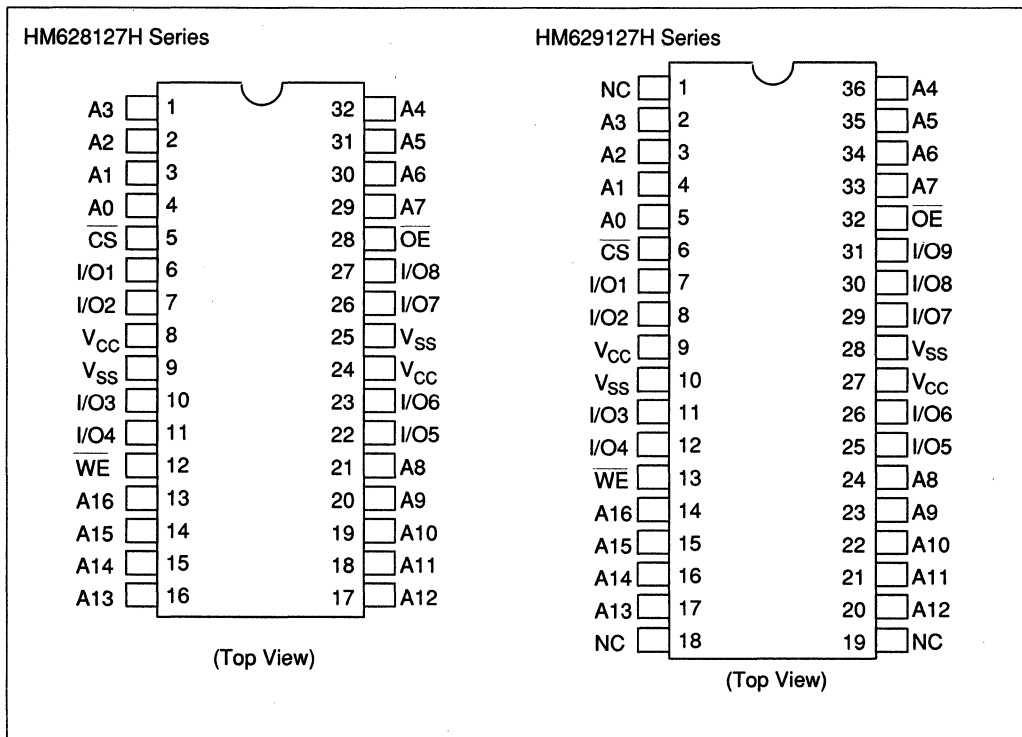 HM628127H Series
A3 1 32 A4
A2 2 31 A5
A1 3 30 A6
A0 4 29 A7
C̅S̅ 5 28 O̅E̅
I/O1 6 27 I/O8
I/O2 7 26 I/O7
VCC 8 25 VSS
VSS 9 24 VCC
I/O3 10 23 I/O6
I/O4 11 22 I/O5
W̅E̅ 12 21 A8
A16 13 20 A9
A15 14 19 A10
A14 15 18 A11
A13 16 17 A12
(Top View)
HM629127H Series
NC 1 36 A4
A3 2 35 A5
A2 3 34 A6
A1 4 33 A7
A0 5 32 O̅E̅
C̅S̅ 6 31 I/O9
I/O1 7 30 I/O8
I/O2 8 29 I/O7
VCC 9 28 VSS
VSS 10 27 VCC
I/O3 11 26 I/O6
I/O4 12 25 I/O5
W̅E̅ 13 24 A8
A16 14 23 A9
A15 15 22 A10
A14 16 21 A11
A13 17 20 A12
NC 18 19 NC
(Top View)